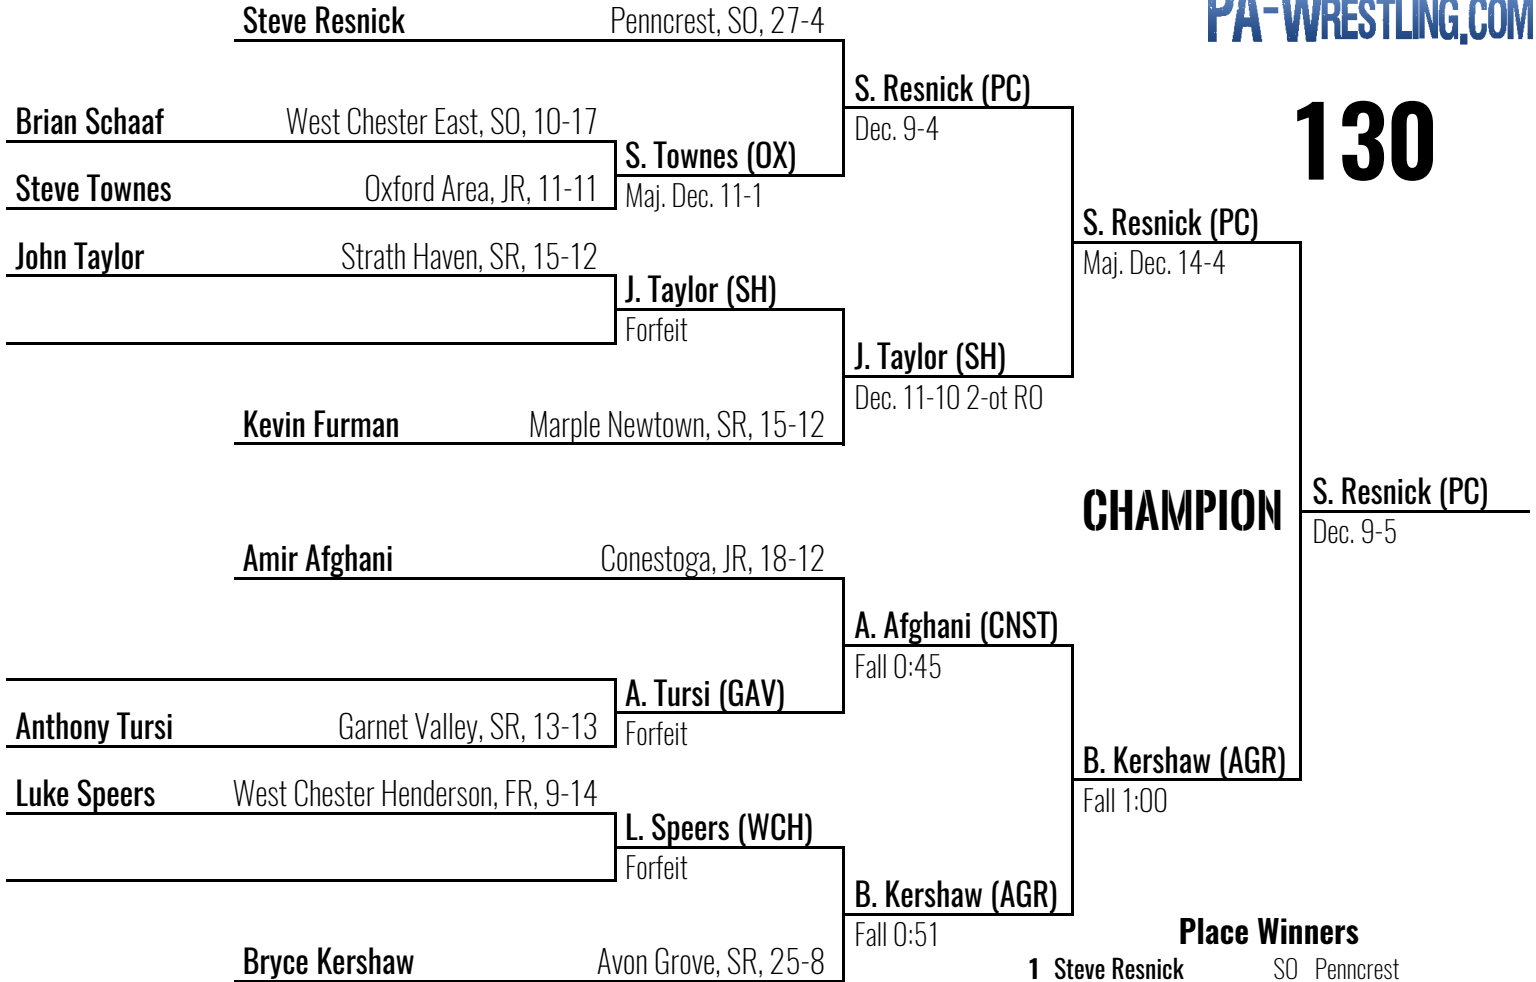 PA-WRESTLING.COM
Steve Resnick Penncrest, SO, 27-4
S. Resnick (PC)
Dec. 9-4
130
Brian Schaaf West Chester East, SO, 10-17
S. Townes (OX)
Maj. Dec. 11-1
Steve Townes Oxford Area, JR, 11-11
S. Resnick (PC)
Maj. Dec. 14-4
John Taylor Strath Haven, SR, 15-12
J. Taylor (SH)
Forfeit
J. Taylor (SH)
Dec. 11-10 2-ot RO
Kevin Furman Marple Newtown, SR, 15-12
CHAMPION
S. Resnick (PC)
Dec. 9-5
Amir Afghani Conestoga, JR, 18-12
A. Afghani (CNST)
Fall 0:45
A. Tursi (GAV)
Forfeit
Anthony Tursi Garnet Valley, SR, 13-13
B. Kershaw (AGR)
Fall 1:00
Luke Speers West Chester Henderson, FR, 9-14
L. Speers (WCH)
Forfeit
B. Kershaw (AGR)
Fall 0:51
Bryce Kershaw Avon Grove, SR, 25-8
Place Winners
1 Steve Resnick SO Penncrest